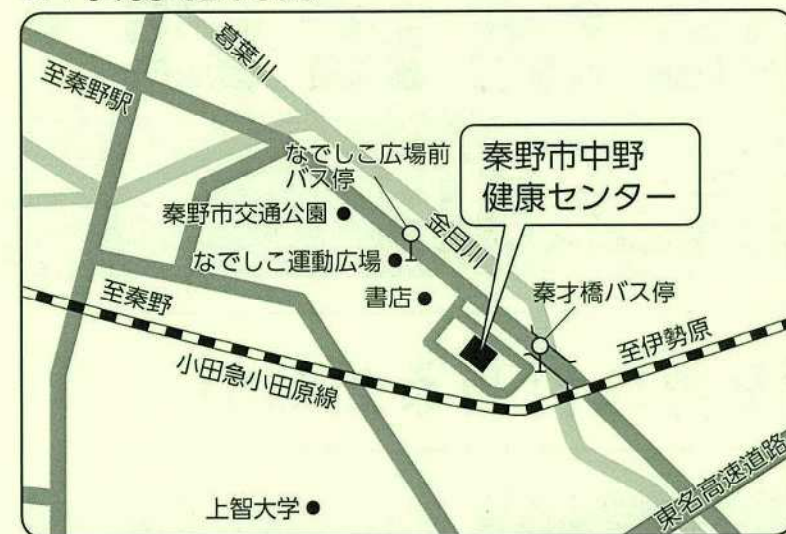 葛葉川
至秦野駅
なでしこ広場前
バス停
秦野市中野
健康センター
秦野市交通公園
金目川
なでしこ運動広場
秦才橋バス停
至秦野
書店
至伊勢原
小田急小田原線
東名高速道路
上智大学